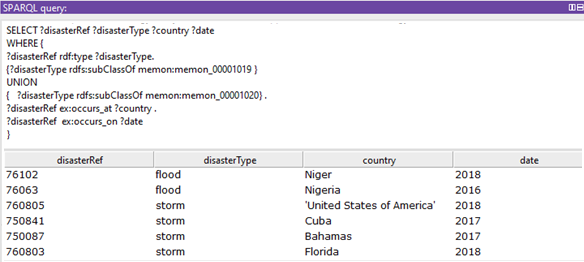 SPARQL query:
SELECT ?disasterRef ?disasterType ?country ?date
WHERE {
?disasterRef rdf:type ?disasterType.
{?disasterType rdfs:subClassOf memon:memon_00001019 }
UNION
{ ?disasterType rdfs:subClassOf memon:memon_00001020} .
?disasterRef ex:occurs_at ?country .
?disasterRef ex:occurs_on ?date
}
disasterRef disasterType country date
76102 flood Niger 2018
76063 flood Nigeria 2016
760805 storm 'United States of America' 2018
750841 storm Cuba 2017
750087 storm Bahamas 2017
760803 storm Florida 2018